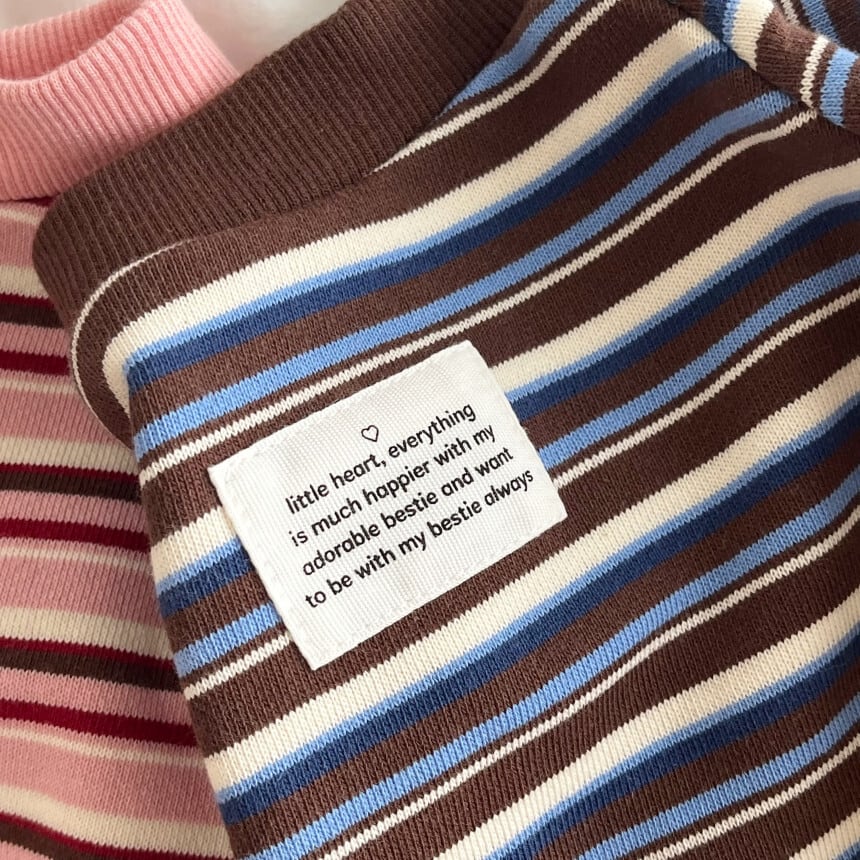 little heart, everything
is much happier with my
adorable bestie and want
to be with my bestie always